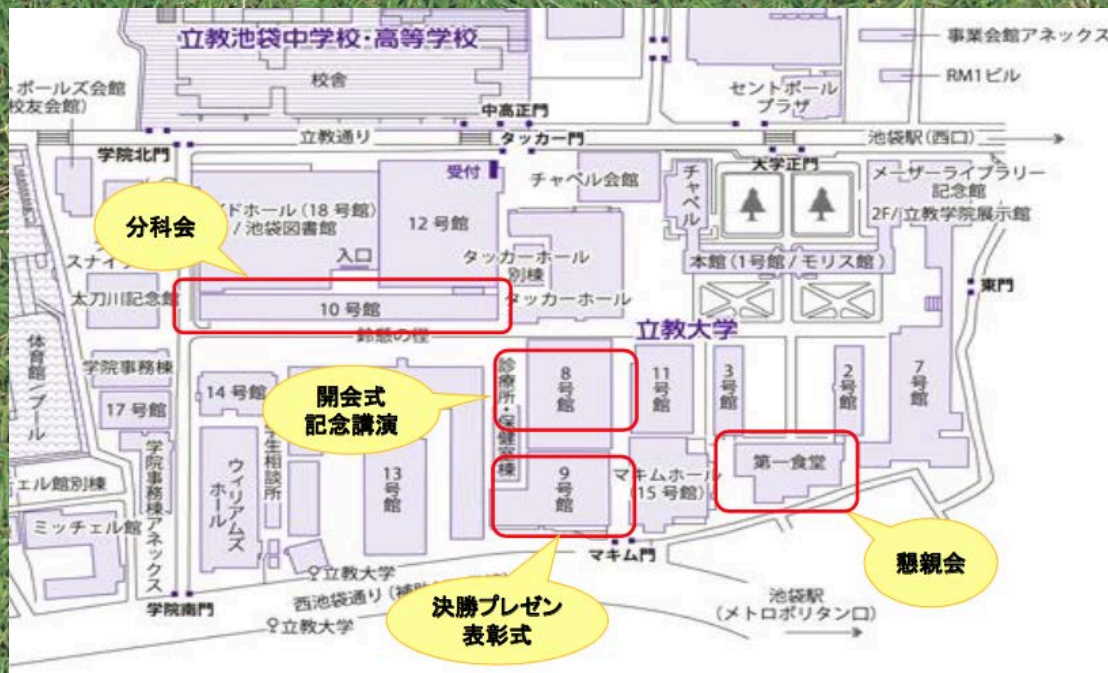 立教池袋中学校・高等学校
校舎
事業会館アネックス
RM1ビル
セントポール
プラザ
ポールズ会館
校友会館)
中高正門
立教通り
タッカー門
池袋駅(西口)
学院北門
大学正門
受付
チャペル会館
チャペル
メーザーライブラリー
記念館
2F/立教学院展示館
分科会
イドホール(18号館)
/池袋図書館
12号館
入口
タッカーホール
別棟
タッカーホール
本館(1号館/モリス館)
東門
スナイ
太刀川記念館
10号館
鈴懸の径
立教大学
体育館/プール
学院事務棟
17号館
14号館
開会式
記念講演
診療所・保健室棟
8号館
11号館
3号館
2号館
7号館
学院事務棟アネックス
ウィリアムズ
ホール
生相談所
13号館
9号館
マキムホール
(15号館)
第一食堂
ェル館別棟
ミッチェル館
マキム門
懇親会
学院南門
立教大学
西池袋通り(補助
立教大学
決勝プレゼン
表彰式
池袋駅
(メトロポリタン口)